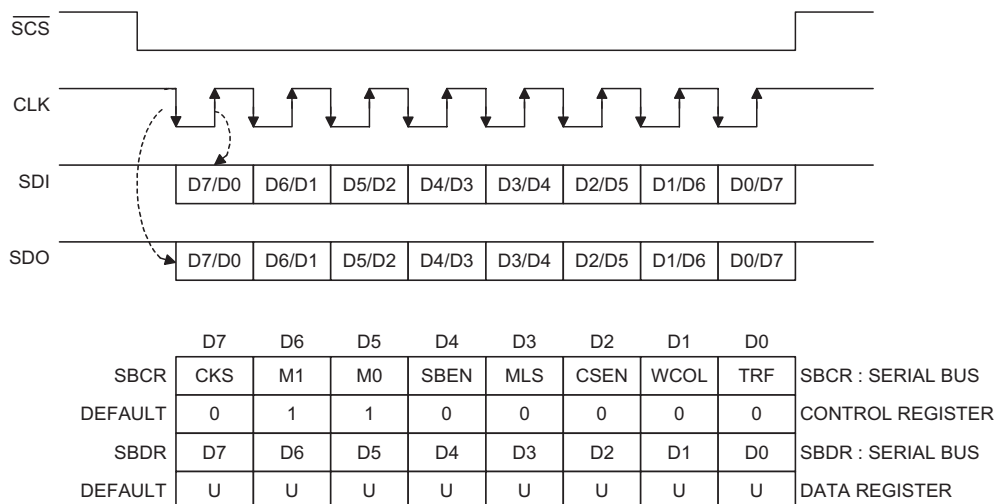 SCS
CLK
SDI D7/D0 D6/D1 D5/D2 D4/D3 D3/D4 D2/D5 D1/D6 D0/D7
SDO D7/D0 D6/D1 D5/D2 D4/D3 D3/D4 D2/D5 D1/D6 D0/D7
D7 D6 D5 D4 D3 D2 D1 D0
SBCR CKS M1 M0 SBEN MLS CSEN WCOL TRF SBCR : SERIAL BUS
DEFAULT 0 1 1 0 0 0 0 0 CONTROL REGISTER
SBDR D7 D6 D5 D4 D3 D2 D1 D0 SBDR : SERIAL BUS
DEFAULT U U U U U U U U DATA REGISTER